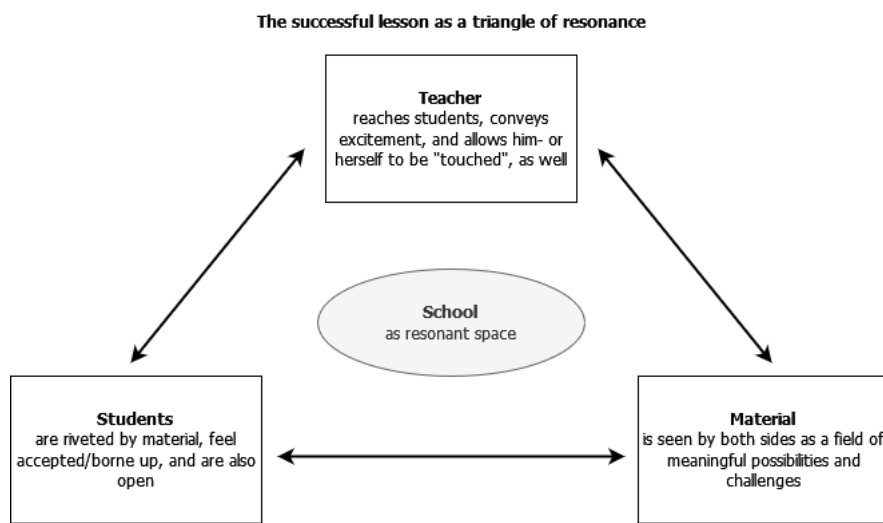 The successful lesson as a triangle of resonance
Teacher
reaches students, conveys
excitement, and allows him- or
herself to be "touched", as well
School
as resonant space
Students
are riveted by material, feel
accepted/borne up, and are also
open
Material
is seen by both sides as a field of
meaningful possibilities and
challenges